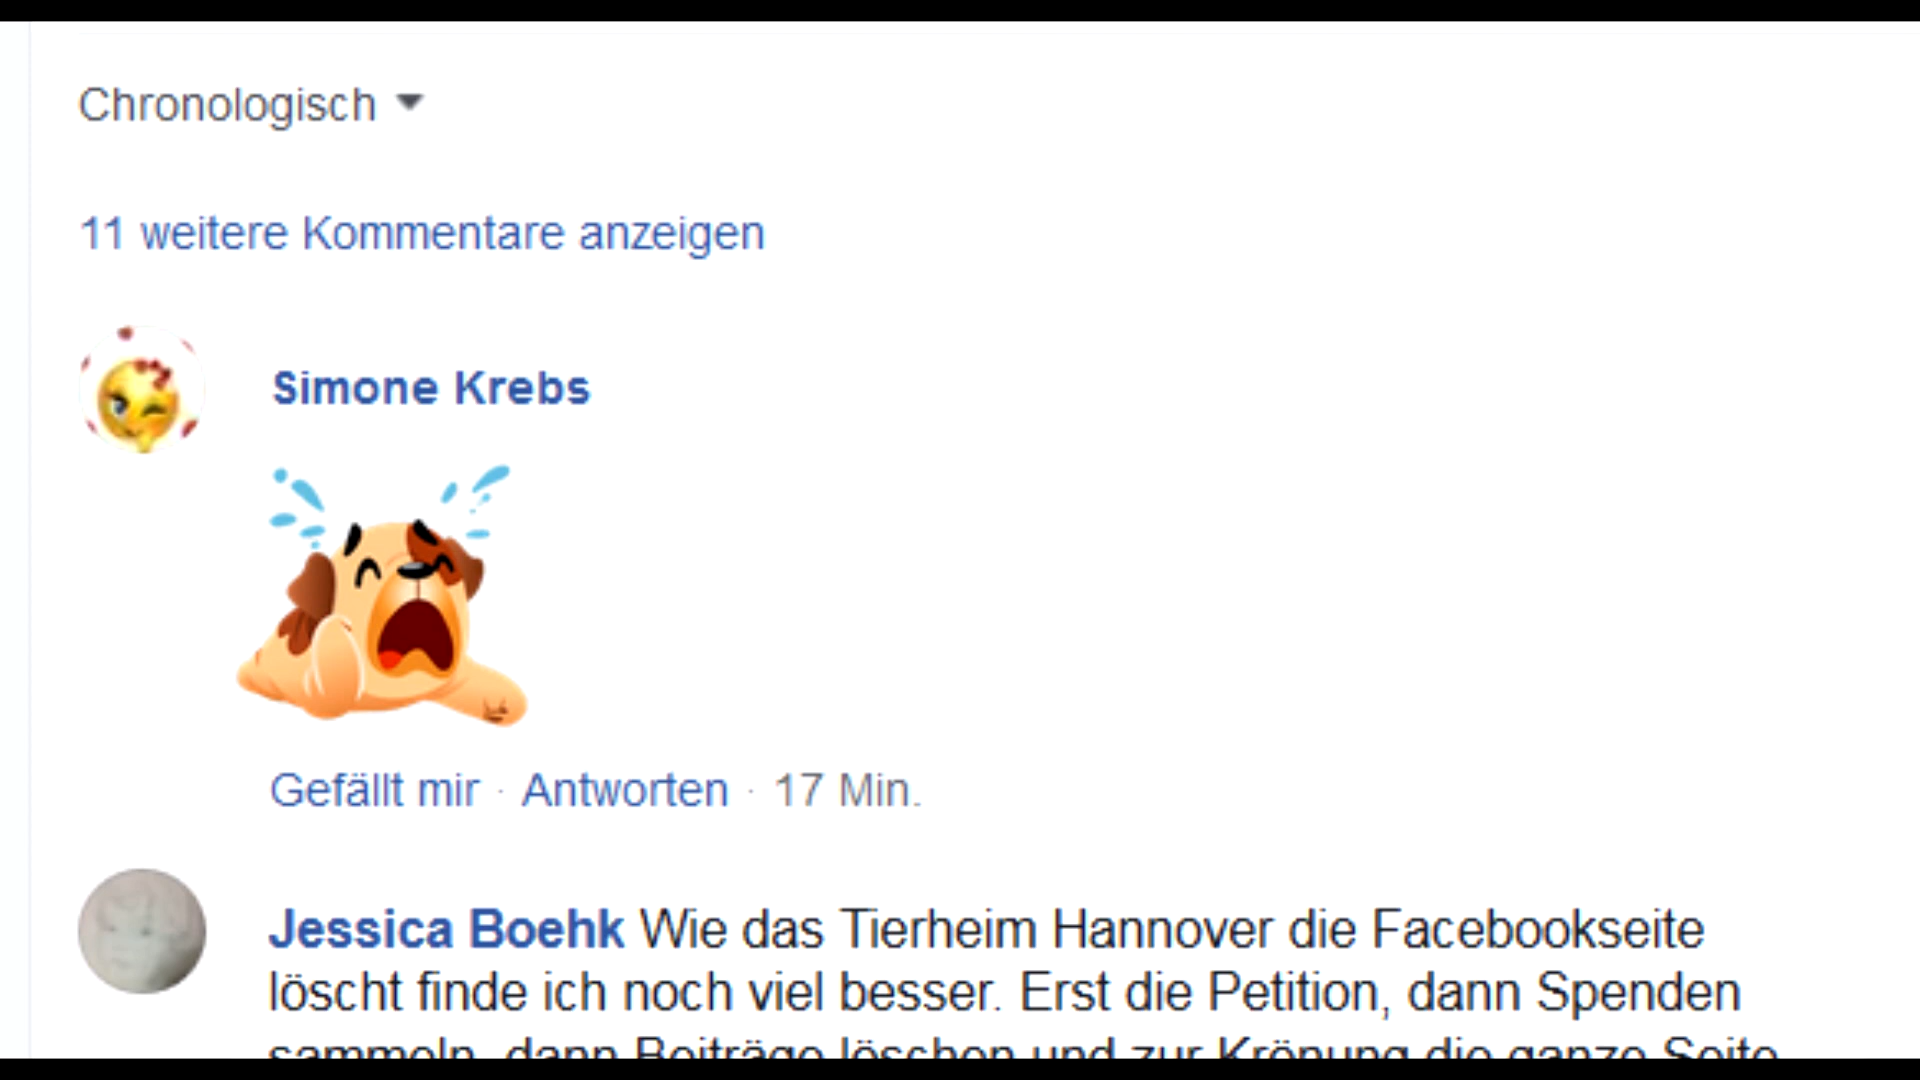 Chronologisch
11 weitere Kommentare anzeigen
Simone Krebs
Gefällt mir · Antworten · 17 Min.
Jessica Boehk Wie das Tierheim Hannover die Facebookseite
löscht finde ich noch viel besser. Erst die Petition, dann Spenden
sammeln, dann Beiträge löschen und zur Krönung die ganze Seite